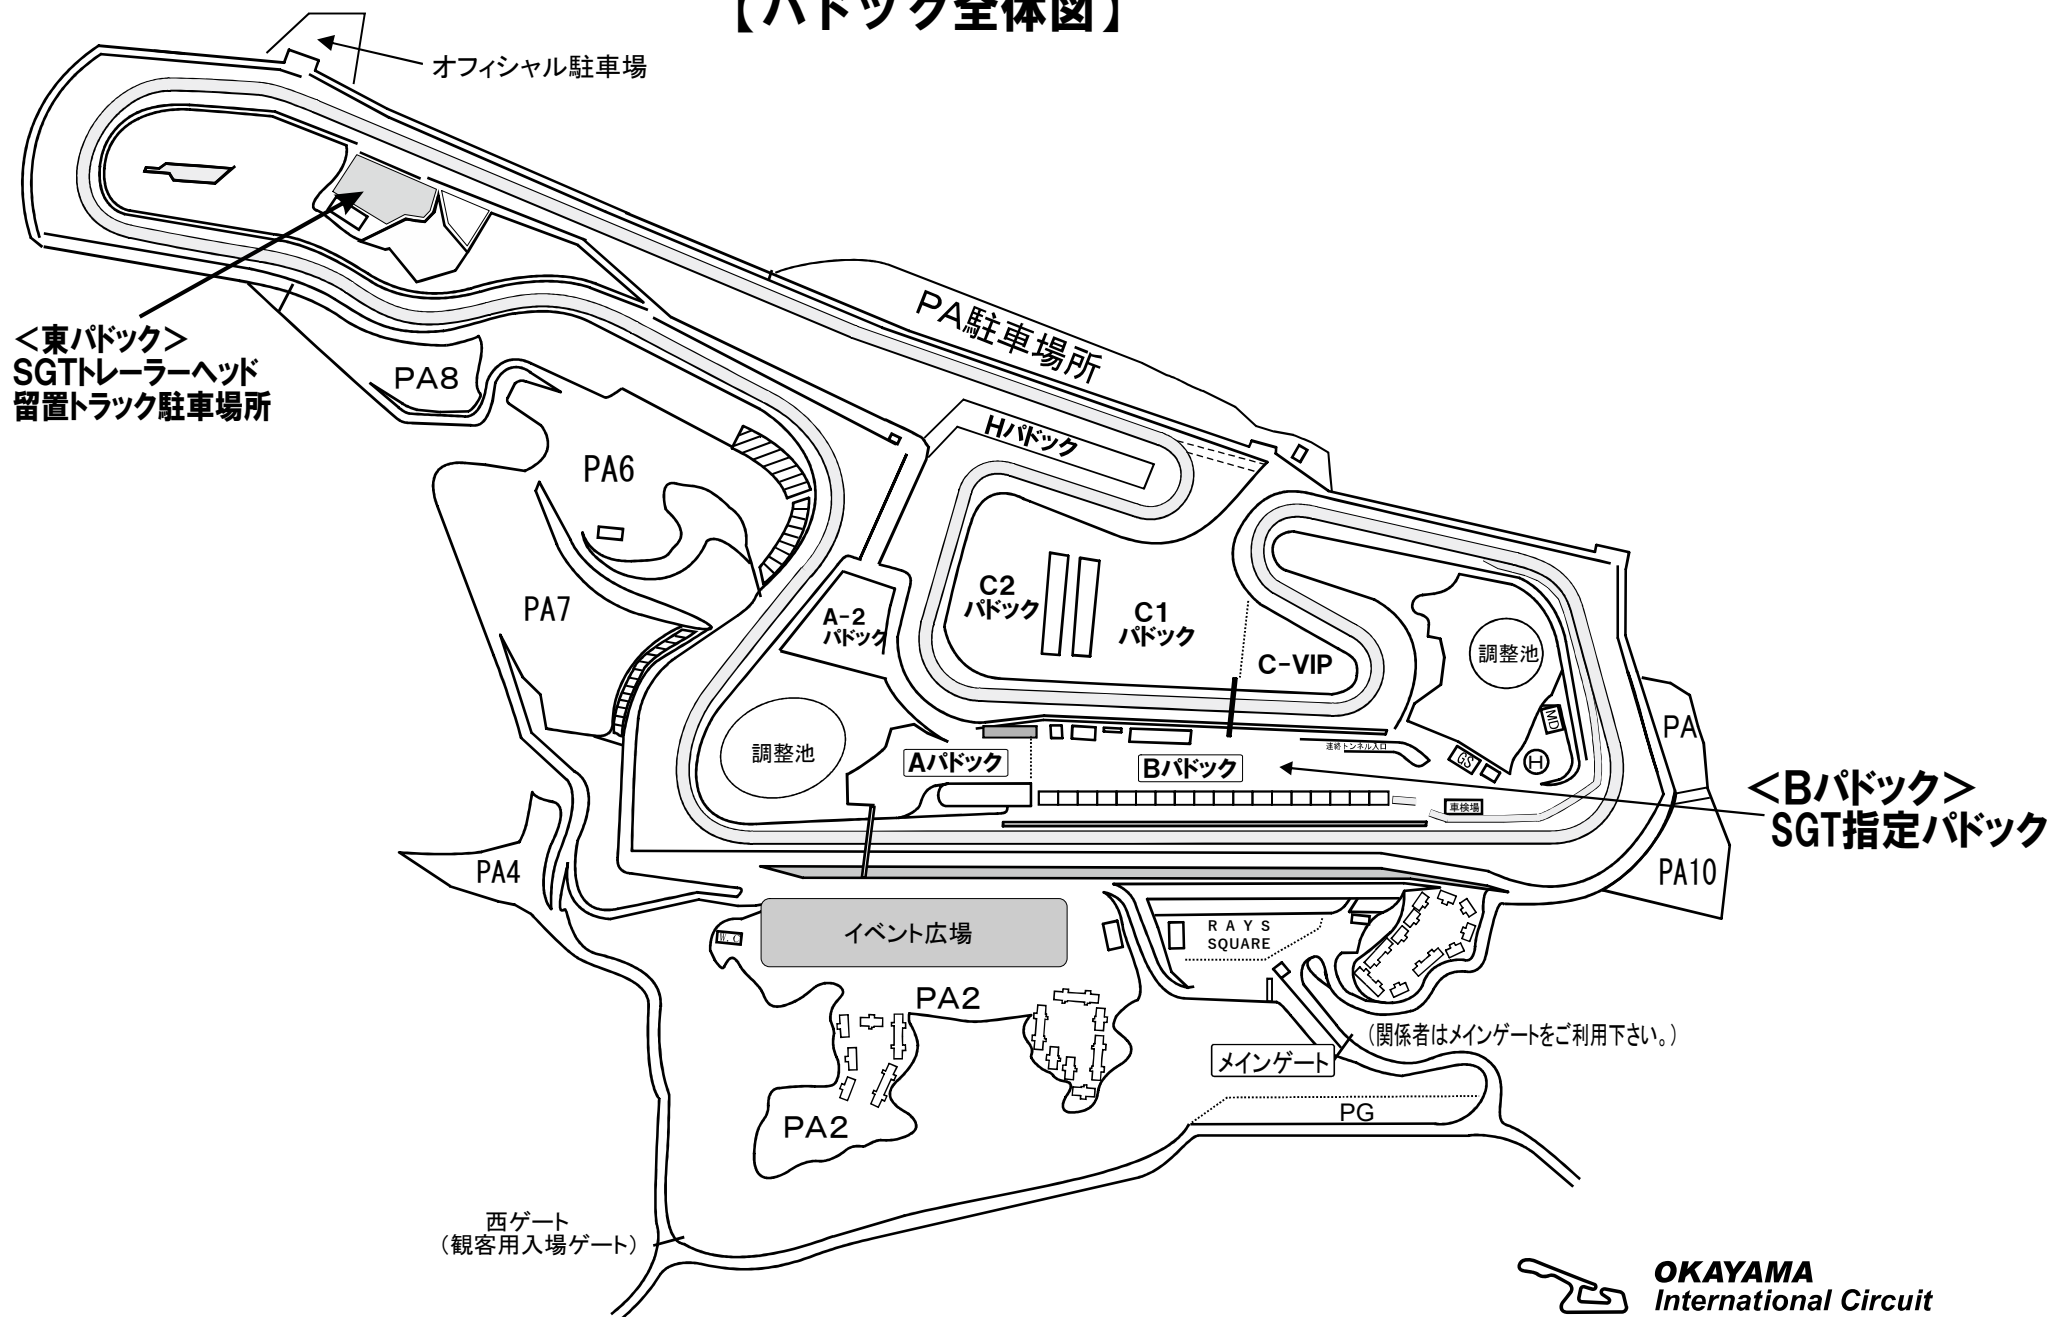 【パドック全体図】
オフィシャル駐車場
PA駐車場所
＜東パドック＞
SGTトレーラーヘッド
留置トラック駐車場所
PA8
Hパドック
PA6
C2
パドック
C1
パドック
PA7
A-2
パドック
C-VIP
調整池
調整池
PA
MD
連絡トンネル入口
Aパドック
Bパドック
GS
H
＜Bパドック＞
SGT指定パドック
車検場
PA4
PA10
イベント広場
W.C
RAYS
SQUARE
PA2
（関係者はメインゲートをご利用下さい。）
メインゲート
PG
PA2
西ゲート
（観客用入場ゲート）
OKAYAMA
International Circuit